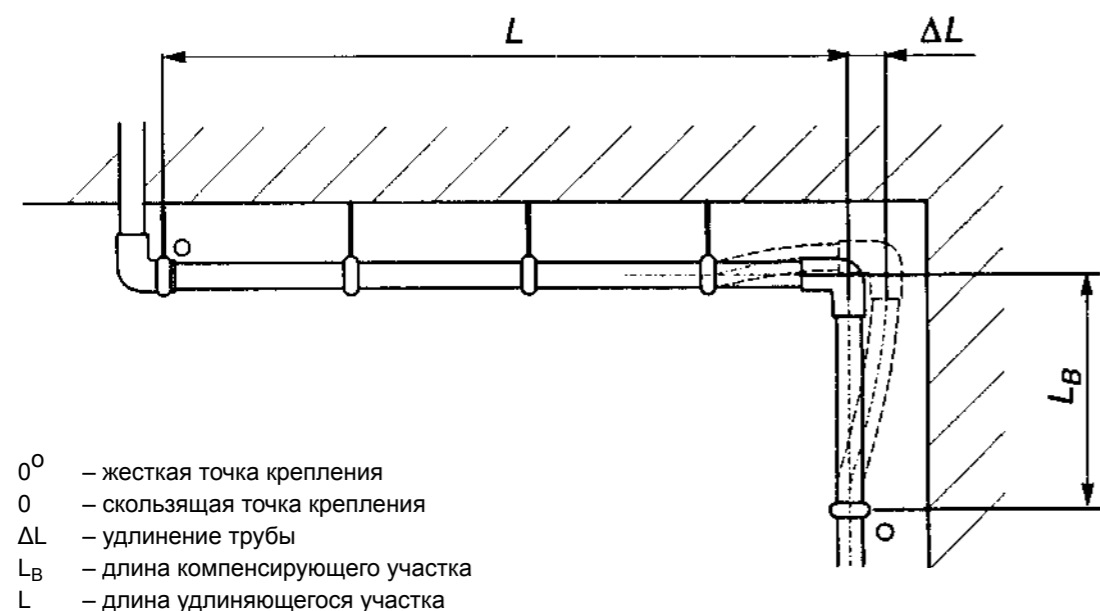 L ΔL
O
L_B
O
0° – жесткая точка крепления
0 – скользящая точка крепления
ΔL – удлинение трубы
L_B – длина компенсирующего участка
L – длина удлиняющегося участка